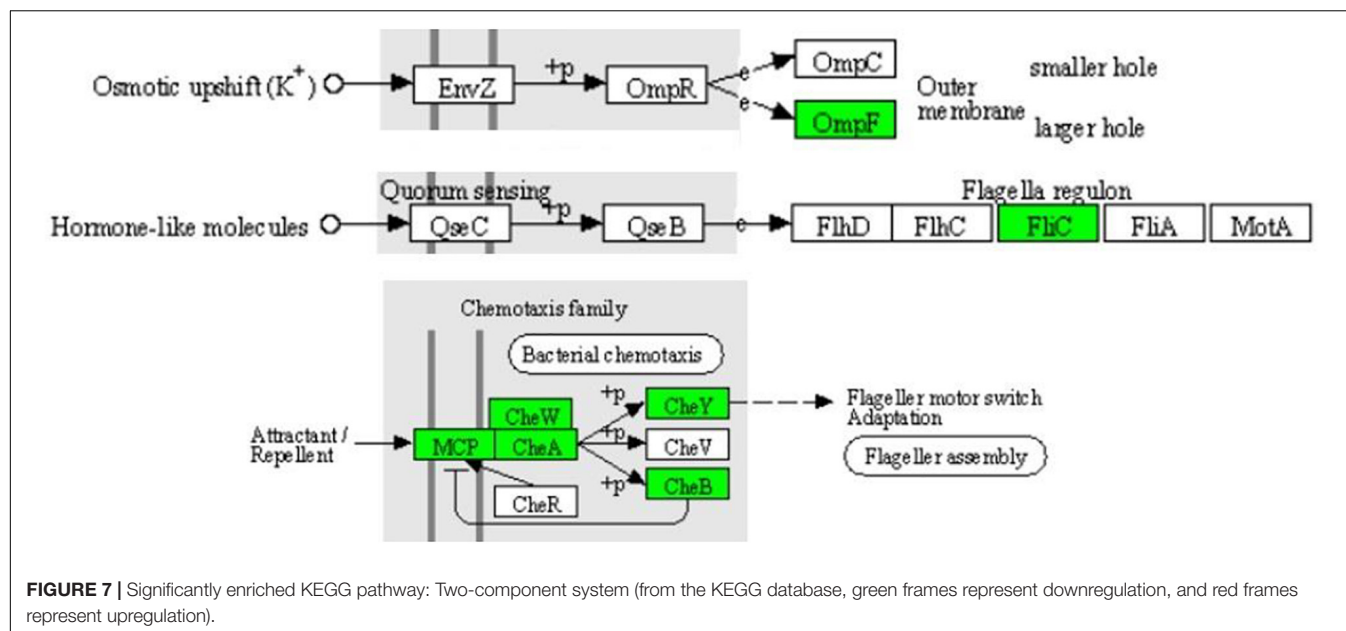 Osmotic upshift (K+)
EnvZ
+p
OmpR
e
e
OmpC
OmpF
Outer
membrane
smaller hole
larger hole
Quorum sensing
Hormone-like molecules
QseC
+p
QseB
e
Flagella regulon
FlhD
FlhC
FliC
FliA
MotA
Chemotaxis family
Bacterial chemotaxis
Attractant /
Repellent
MCP
CheW
CheA
CheR
+p
+p
+p
CheY
CheV
CheB
Flageller motor switch
Adaptation
Flageller assembly
FIGURE 7 | Significantly enriched KEGG pathway: Two-component system (from the KEGG database, green frames represent downregulation, and red frames
represent upregulation).